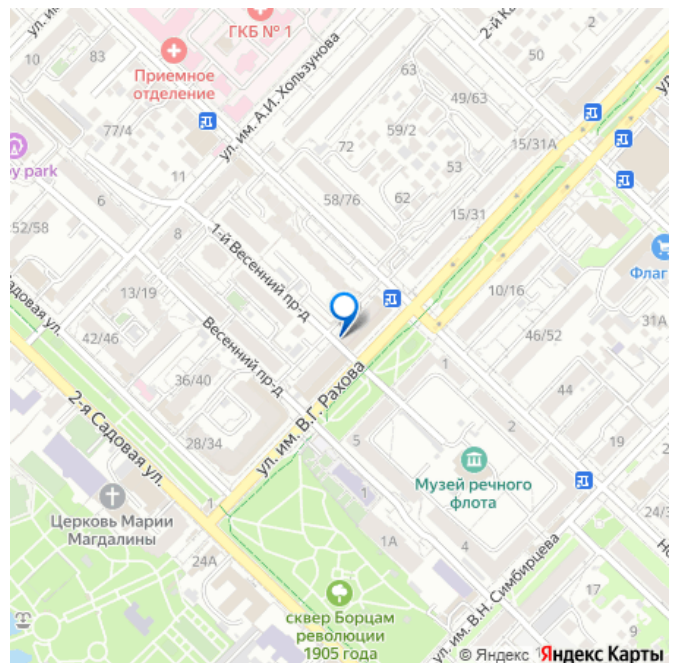 ГКБ № 1
2-й К
2
10
83
Приемное
отделение
ул. им. А.И. Хользунова
63
50
49/63
77/4
59/2
15/31А
72
53
py park
11
58/76
62
6
15/31
52/58
8
1-й Весенний пр-д
Флаг
13/19
10/16
31А
адовая ул.
42/46
Весенний пр-д
46/52
36/40
1
44
2-я Садовая ул.
ул. им. В.Г. Рахова
2
28/34
5
19
Музей речного
флота
1
1
Церковь Марии
Магдалины
24/3
1А
4
24А
ул. им. В.Н. Симбирцева
17
сквер Борцам
революции
1905 года
9
© Яндекс
Яндекс Карты